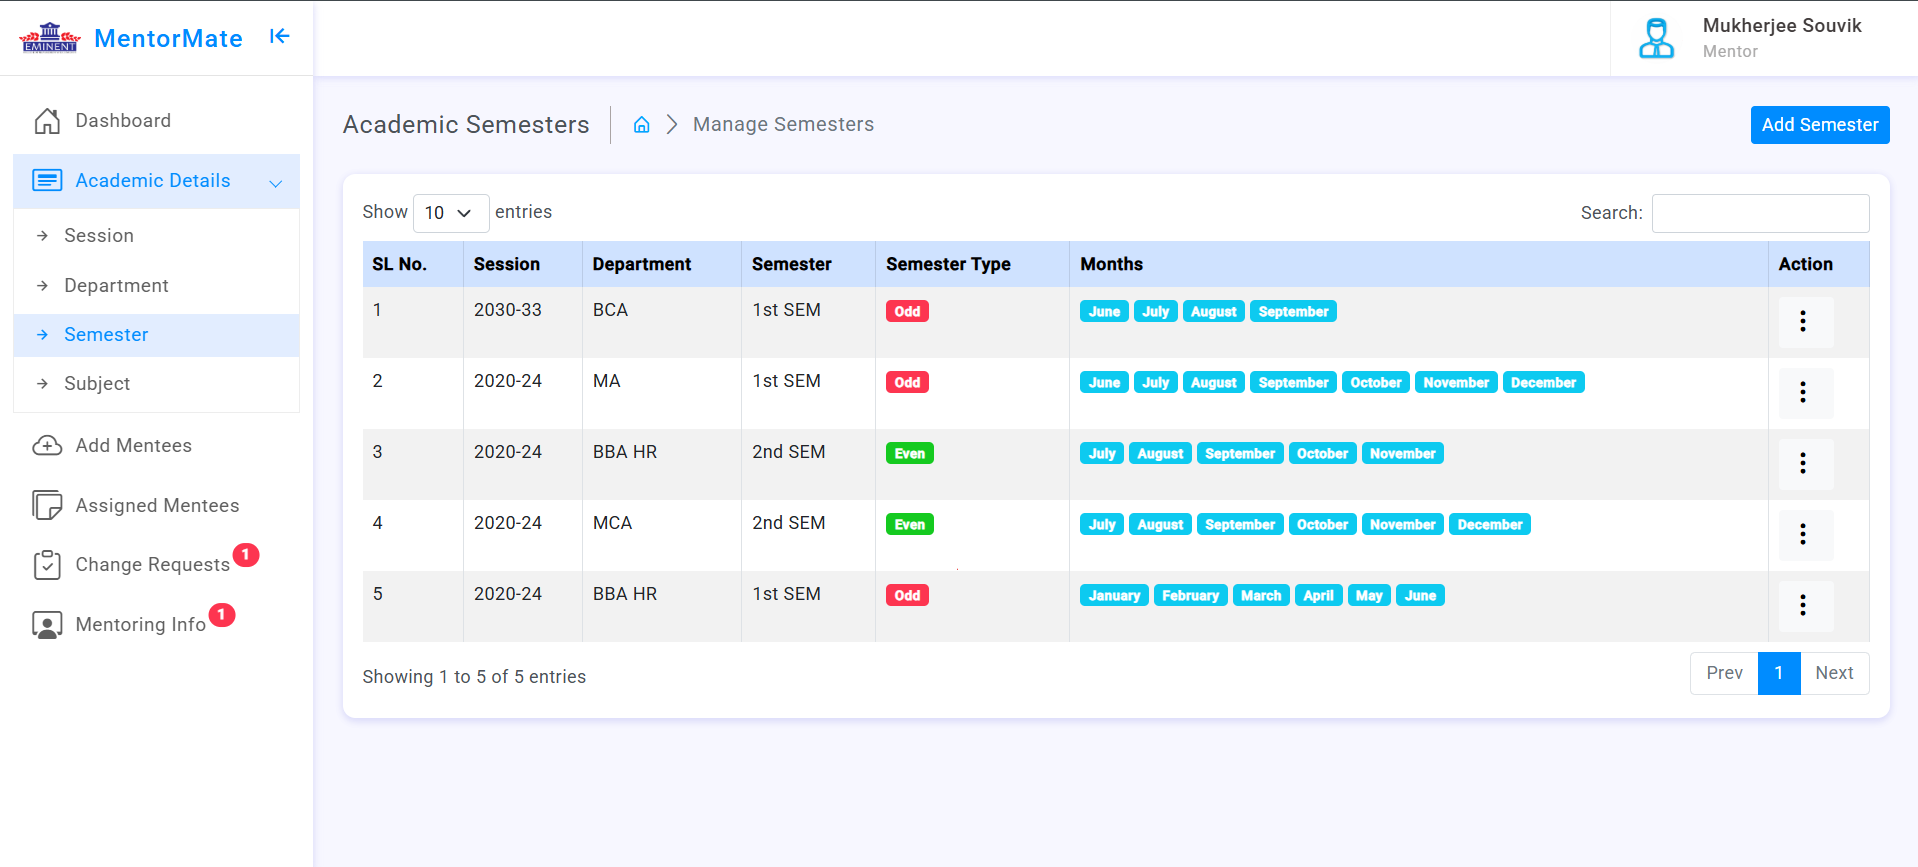 EMINENT
MentorMate
Mukherjee Souvik
Mentor
Dashboard
Academic Details
Session
Department
Semester
Subject
Add Mentees
Assigned Mentees
Change Requests 1
Mentoring Info 1
Academic Semesters Manage Semesters
Add Semester
Show 10 entries
Search:
SL No. Session Department Semester Semester Type Months Action
1 2030-33 BCA 1st SEM Odd June July August September
2 2020-24 MA 1st SEM Odd June July August September October November December
3 2020-24 BBA HR 2nd SEM Even July August September October November
4 2020-24 MCA 2nd SEM Even July August September October November December
5 2020-24 BBA HR 1st SEM Odd January February March April May June
Showing 1 to 5 of 5 entries
Prev 1 Next